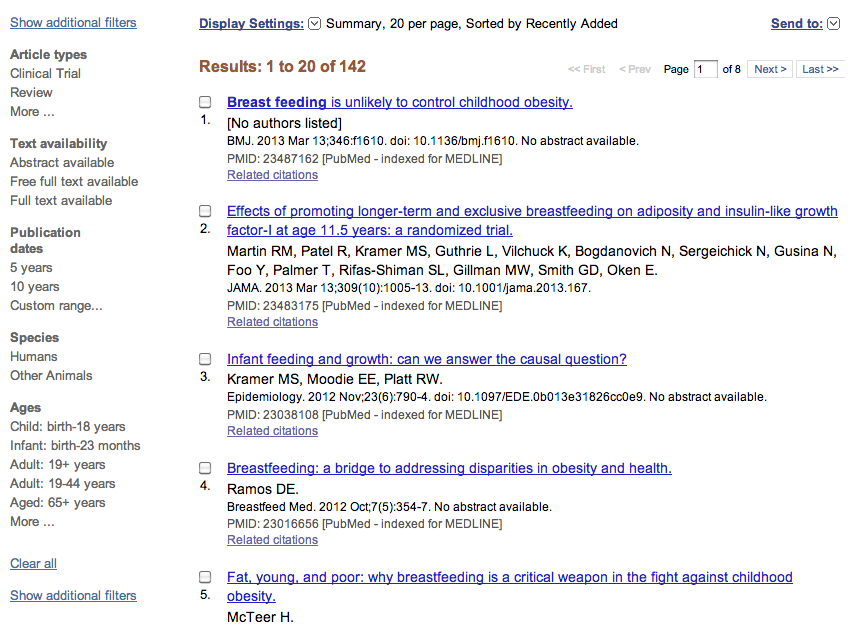 Show additional filters
Article types
Clinical Trial
Review
More ...
Text availability
Abstract available
Free full text available
Full text available
Publication
dates
5 years
10 years
Custom range...
Species
Humans
Other Animals
Ages
Child: birth-18 years
Infant: birth-23 months
Adult: 19+ years
Adult: 19-44 years
Aged: 65+ years
More ...
Clear all
Show additional filters
Display Settings: Summary, 20 per page, Sorted by Recently Added
Send to:
Results: 1 to 20 of 142
<< First < Prev Page 1 of 8 Next > Last >>
Breast feeding is unlikely to control childhood obesity.
1. [No authors listed]
BMJ. 2013 Mar 13;346:f1610. doi: 10.1136/bmj.f1610. No abstract available.
PMID: 23487162 [PubMed - indexed for MEDLINE]
Related citations
Effects of promoting longer-term and exclusive breastfeeding on adiposity and insulin-like growth
2. factor-I at age 11.5 years: a randomized trial.
Martin RM, Patel R, Kramer MS, Guthrie L, Vilchuck K, Bogdanovich N, Sergeichick N, Gusina N,
Foo Y, Palmer T, Rifas-Shiman SL, Gillman MW, Smith GD, Oken E.
JAMA. 2013 Mar 13;309(10):1005-13. doi: 10.1001/jama.2013.167.
PMID: 23483175 [PubMed - indexed for MEDLINE]
Related citations
Infant feeding and growth: can we answer the causal question?
3. Kramer MS, Moodie EE, Platt RW.
Epidemiology. 2012 Nov;23(6):790-4. doi: 10.1097/EDE.0b013e31826cc0e9. No abstract available.
PMID: 23038108 [PubMed - indexed for MEDLINE]
Related citations
Breastfeeding: a bridge to addressing disparities in obesity and health.
4. Ramos DE.
Breastfeed Med. 2012 Oct;7(5):354-7. No abstract available.
PMID: 23016656 [PubMed - indexed for MEDLINE]
Related citations
Fat, young, and poor: why breastfeeding is a critical weapon in the fight against childhood
5. obesity.
McTeer H.